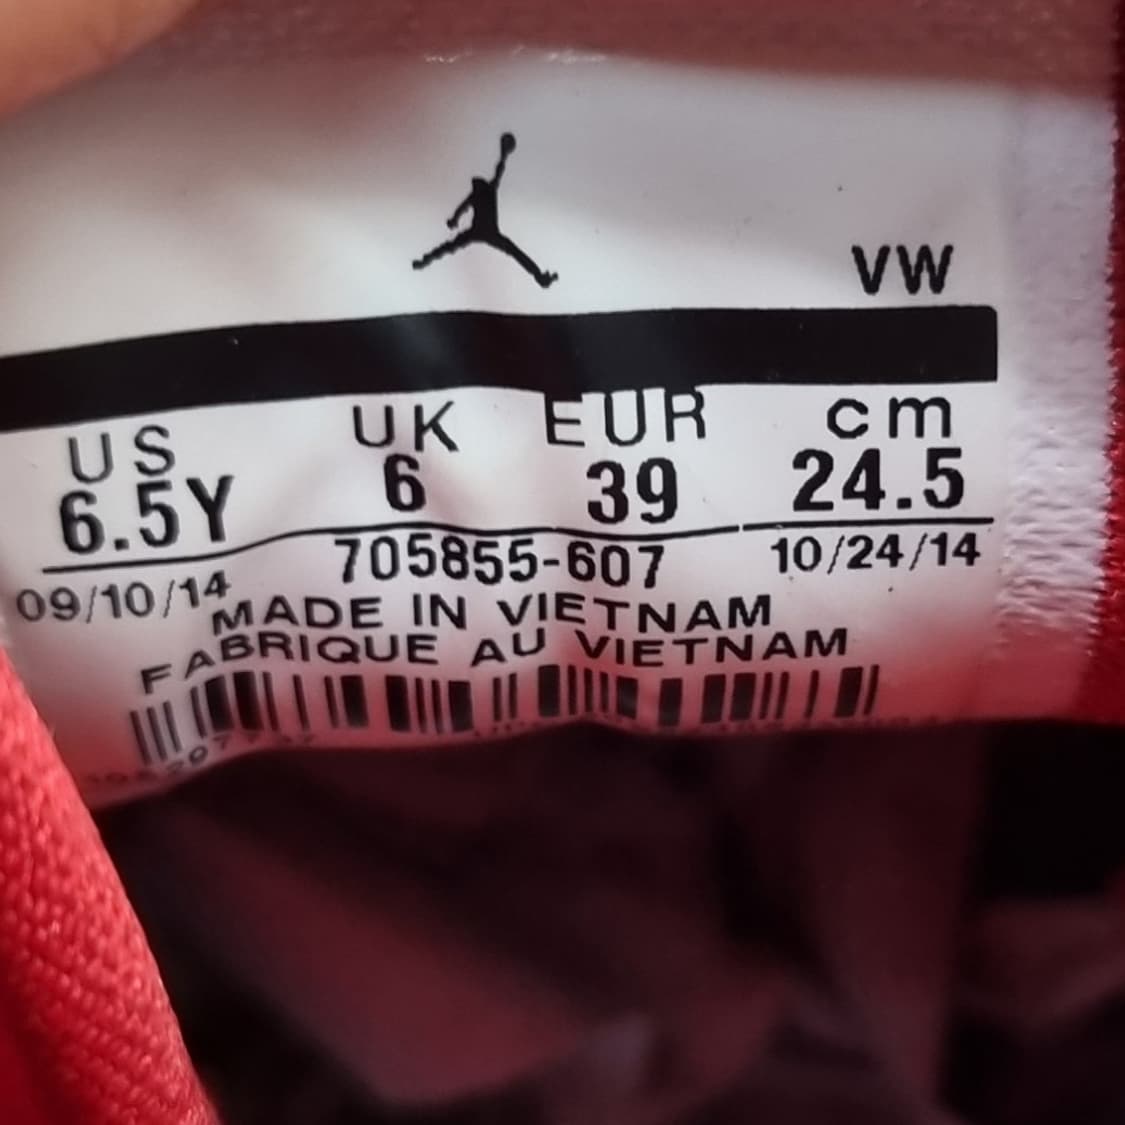 VW
US UK EUR cm
6.5Y 6 39 24.5
09/10/14 705855-607 10/24/14
MADE IN VIETNAM
FABRIQUE AU VIETNAM